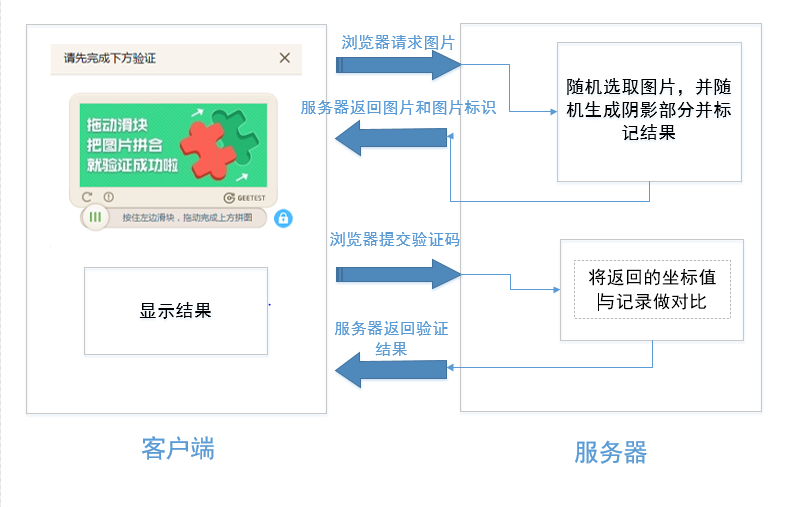 请先完成下方验证
拖动滑块
把图片拼合
就验证成功啦
GEETEST
按住左边滑块，拖动完成上方拼图
显示结果
客户端
浏览器请求图片
服务器返回图片和图片标识
浏览器提交验证码
服务器返回验证
结果
随机选取图片，并随
机生成阴影部分并标
记结果
将返回的坐标值
与记录做对比
服务器